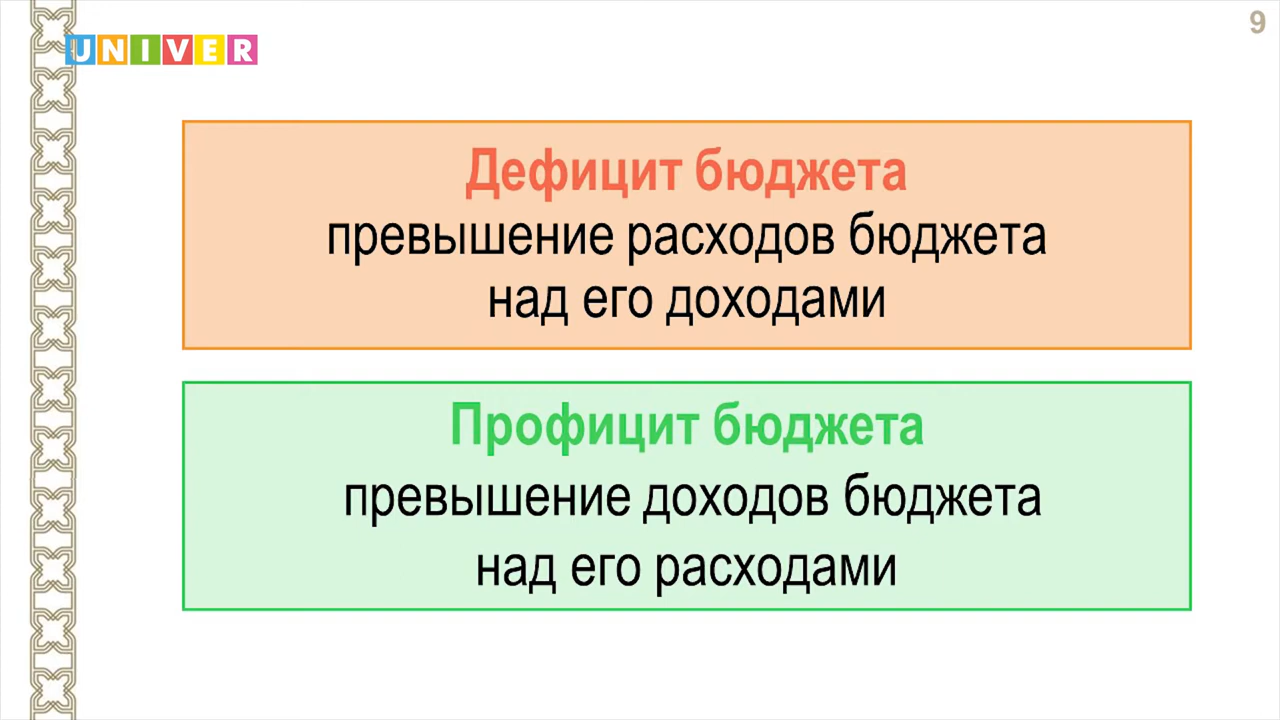 9
UNIVER
Дефицит бюджета
превышение расходов бюджета
над его доходами
Профицит бюджета
превышение доходов бюджета
над его расходами